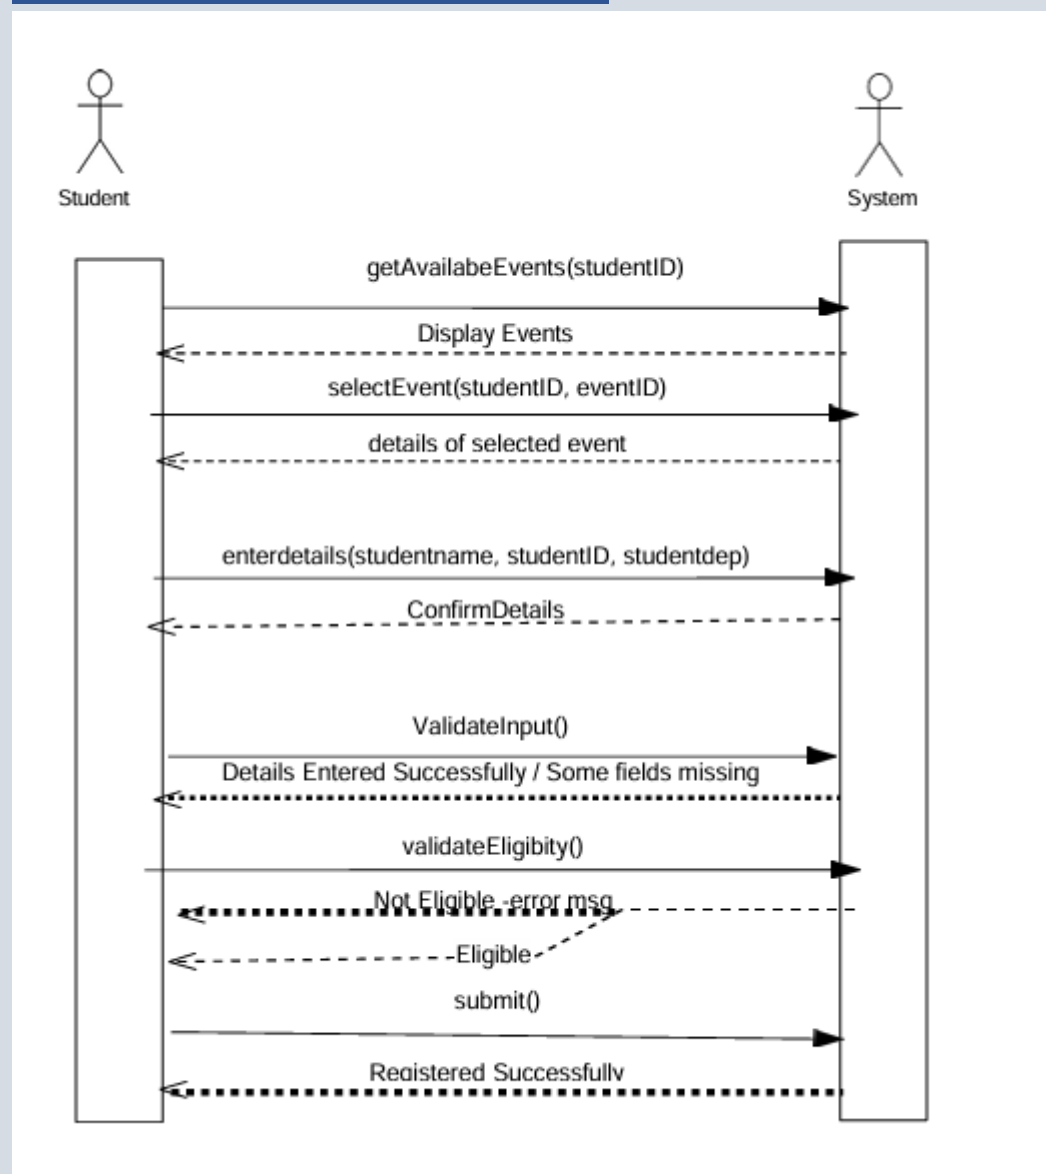 Student
System
getAvailabeEvents(studentID)
Display Events
selectEvent(studentID, eventID)
details of selected event
enterdetails(studentname, studentID, studentdep)
ConfirmDetails
ValidateInput()
Details Entered Successfully / Some fields missing
validateEligibity()
Not Eligible -error msg
Eligible
submit()
Registered Successfully